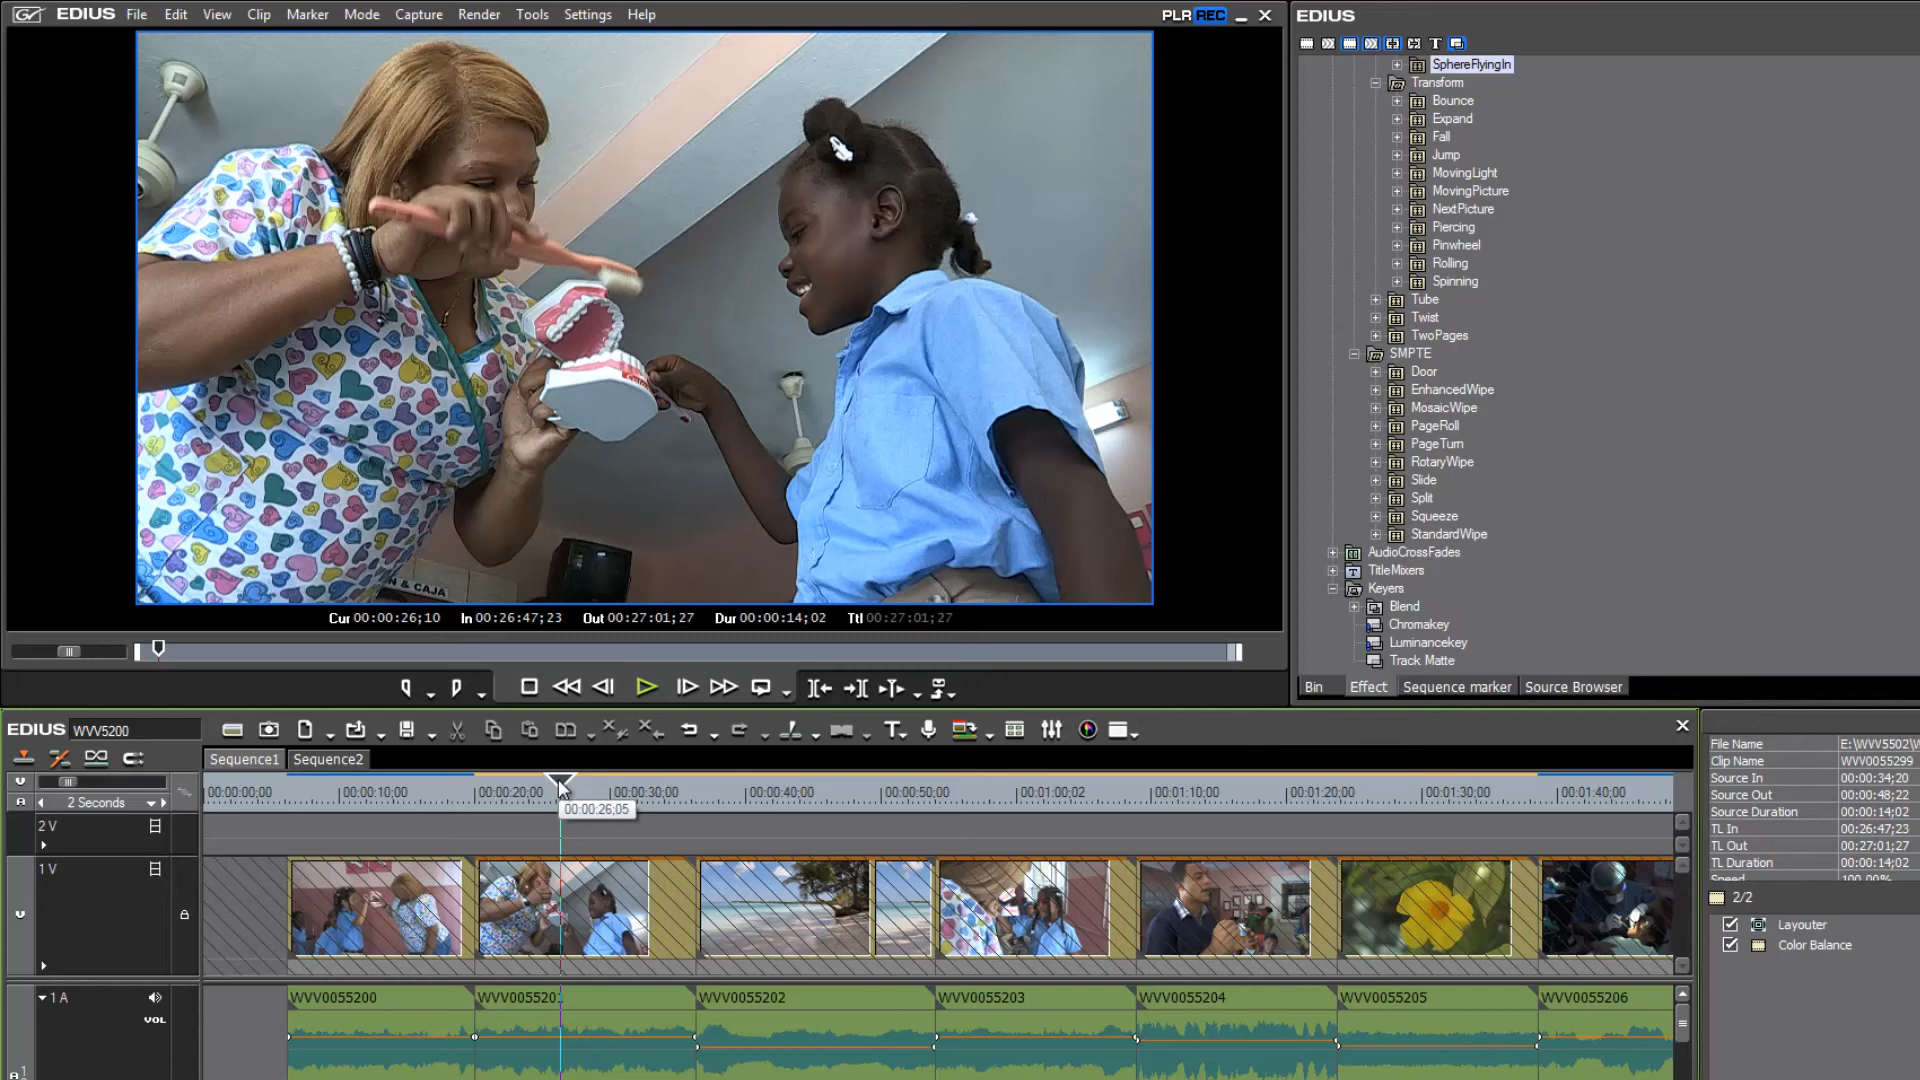 EDIUS File Edit View Clip Marker Mode Capture Render Tools Settings Help PLR REC
N & CAJA
Cur 00:00:26;10 In 00:26:47;23 Out 00:27:01;27 Dur 00:00:14;02 Ttl 00:27:01;27
EDIUS
T
SphereFlyingIn
Transform
Bounce
Expand
Fall
Jump
MovingLight
MovingPicture
NextPicture
Piercing
Pinwheel
Rolling
Spinning
Tube
Twist
TwoPages
SMPTE
Door
EnhancedWipe
MosaicWipe
PageRoll
PageTurn
RotaryWipe
Slide
Split
Squeeze
StandardWipe
AudioCrossFades
T TitleMixers
Keyers
Blend
Chromakey
Luminancekey
Track Matte
Bin Effect Sequence marker Source Browser
EDIUS WVV5200
Sequence1 Sequence2
2 Seconds
00:00:00;00 00:00:10;00 00:00:20;00 00:00:30;00 00:00:40;00 00:00:50;00 00:01:00;02 00:01:10;00 00:01:20;00 00:01:30;00 00:01:40;00
00:00:26;05
2 V
1 V
1 A
VOL
WVV0055200 WVV0055201 WVV0055202 WVV0055203 WVV0055204 WVV0055205 WVV0055206
File Name E:\WVV5502\W
Clip Name WVV0055299
Source In 00:00:34;20
Source Out 00:00:48;22
Source Duration 00:00:14;02
TL In 00:26:47;23
TL Out 00:27:01;27
TL Duration 00:00:14;02
Speed 100.00%
2/2
Layouter
Color Balance